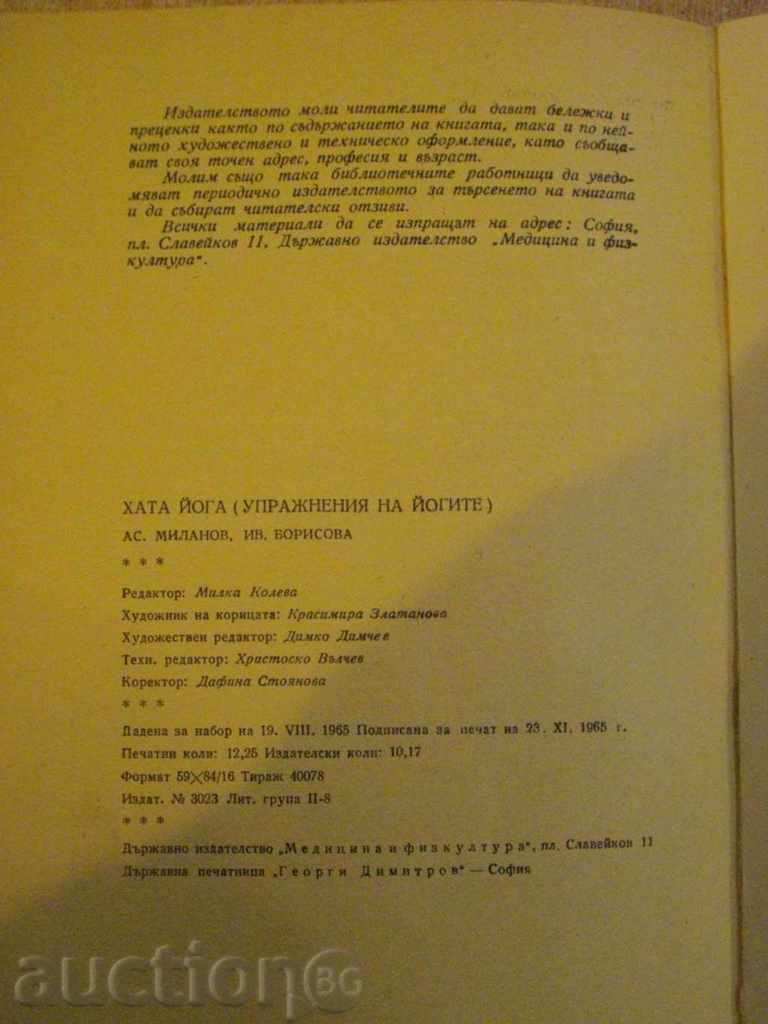 Издателството моли читателите да дават бележки и
преценки както по съдържанието на книгата, така и по ней-
ното художествено и техническо оформление, като съобща-
ват своя точен адрес, професия и възраст.
Молим също така библиотечните работници да уведо-
мяват периодично издателството за търсенето на книгата
и да събират читателски отзиви.
Всички материали да се изпращат на адрес: София,
пл. Славейков 11, Държавно издателство „Медицина и физ-
култура“.
ХАТА ЙОГА (УПРАЖНЕНИЯ НА ЙОГИТЕ)
АС. МИЛАНОВ, ИВ. БОРИСОВА
* * *
Редактор: Милка Колева
Художник на корицата: Красимира Златанова
Художествен редактор: Димко Димчев
Техн. редактор: Христоско Вълчев
Коректор: Дафина Стоянова
* * *
Дадена за набор на 19. VIII. 1965 Подписана за печат на 23. XI. 1965 г.
Печатни коли: 12,25 Издателски коли: 10,17
Формат 59×84/16 Тираж 40078
Издат. № 3023 Лит. група II-8
* * *
Държавно издателство „Медицина и физкултура“, пл. Славейков 11
Държавна печатница „Георги Димитров“ — София
auction BG